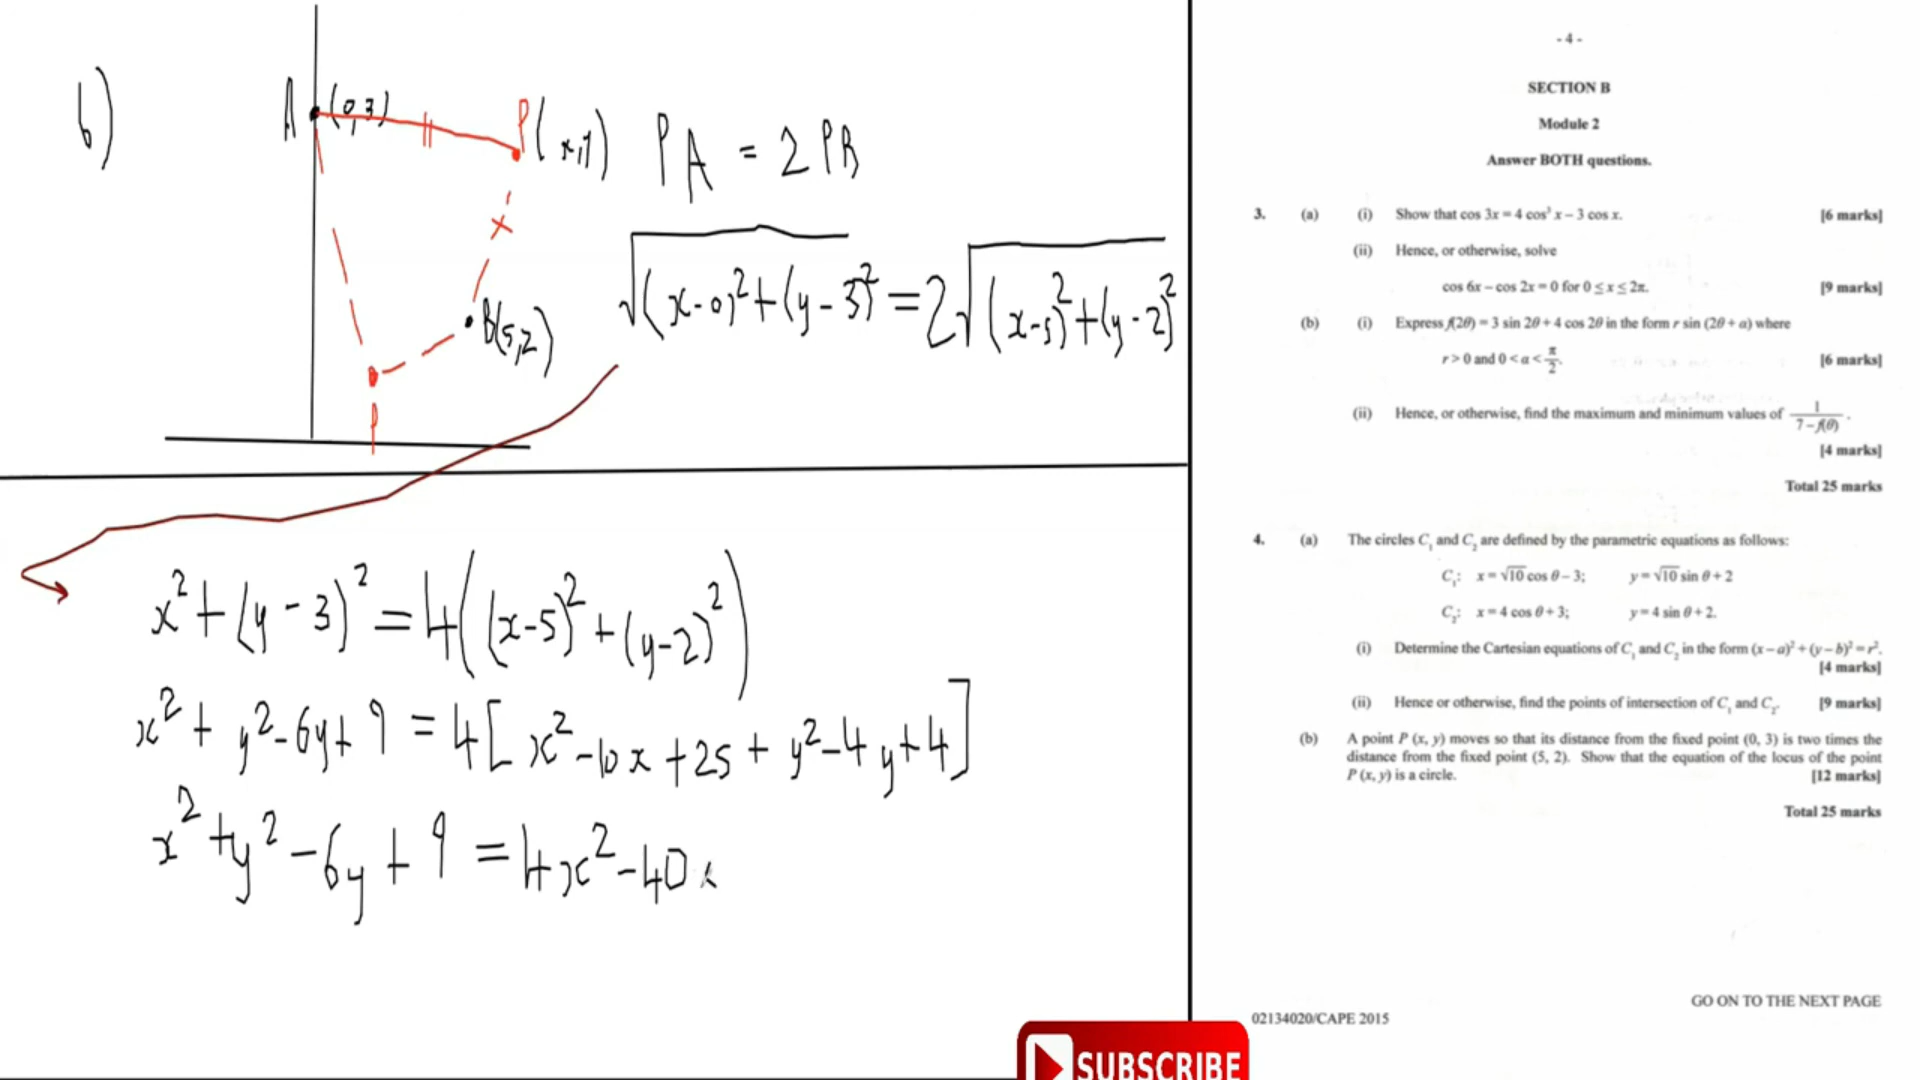 b)
A (0,3)
P(x,y)
PA = 2PB
√((x-0)²+(y-3)²) = 2√((x-5)²+(y-2)²)
B(5,2)
P
x²+(y-3)² = 4((x-5)²+(y-2)²)
x²+y²-6y+9 = 4[x²-10x+25+y²-4y+4]
x²+y²-6y+9 = 4x²-40
- 4 -
SECTION B
Module 2
Answer BOTH questions.
3. (a) (i) Show that cos 3x = 4 cos³ x – 3 cos x. [6 marks]
(ii) Hence, or otherwise, solve
cos 6x – cos 2x = 0 for 0 ≤ x ≤ 2π. [9 marks]
(b) (i) Express f(2θ) = 3 sin 2θ + 4 cos 2θ in the form r sin (2θ + α) where
r > 0 and 0 < α < π/2. [6 marks]
(ii) Hence, or otherwise, find the maximum and minimum values of 1/(7 – f(θ)).
[4 marks]
Total 25 marks
4. (a) The circles C₁ and C₂ are defined by the parametric equations as follows:
C₁: x = √10 cos θ – 3; y = √10 sin θ + 2
C₂: x = 4 cos θ + 3; y = 4 sin θ + 2.
(i) Determine the Cartesian equations of C₁ and C₂ in the form (x – a)² + (y – b)² = r².
[4 marks]
(ii) Hence or otherwise, find the points of intersection of C₁ and C₂. [9 marks]
(b) A point P (x, y) moves so that its distance from the fixed point (0, 3) is two times the
distance from the fixed point (5, 2). Show that the equation of the locus of the point
P (x, y) is a circle. [12 marks]
Total 25 marks
GO ON TO THE NEXT PAGE
02134020/CAPE 2015
SUBSCRIBE